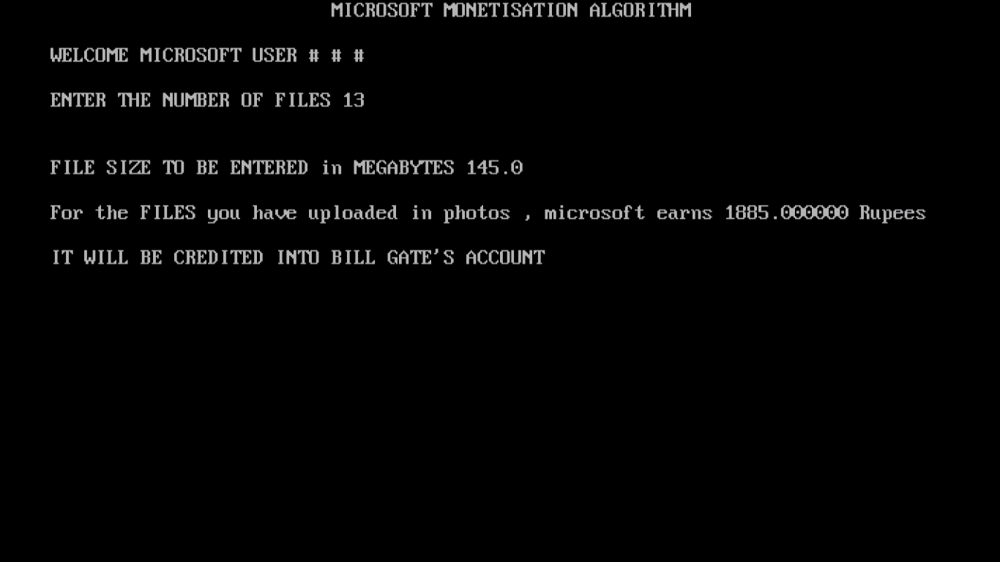 MICROSOFT MONETISATION ALGORITHM
WELCOME MICROSOFT USER # # #
ENTER THE NUMBER OF FILES 13
FILE SIZE TO BE ENTERED in MEGABYTES 145.0
For the FILES you have uploaded in photos , microsoft earns 1885.000000 Rupees
IT WILL BE CREDITED INTO BILL GATE'S ACCOUNT